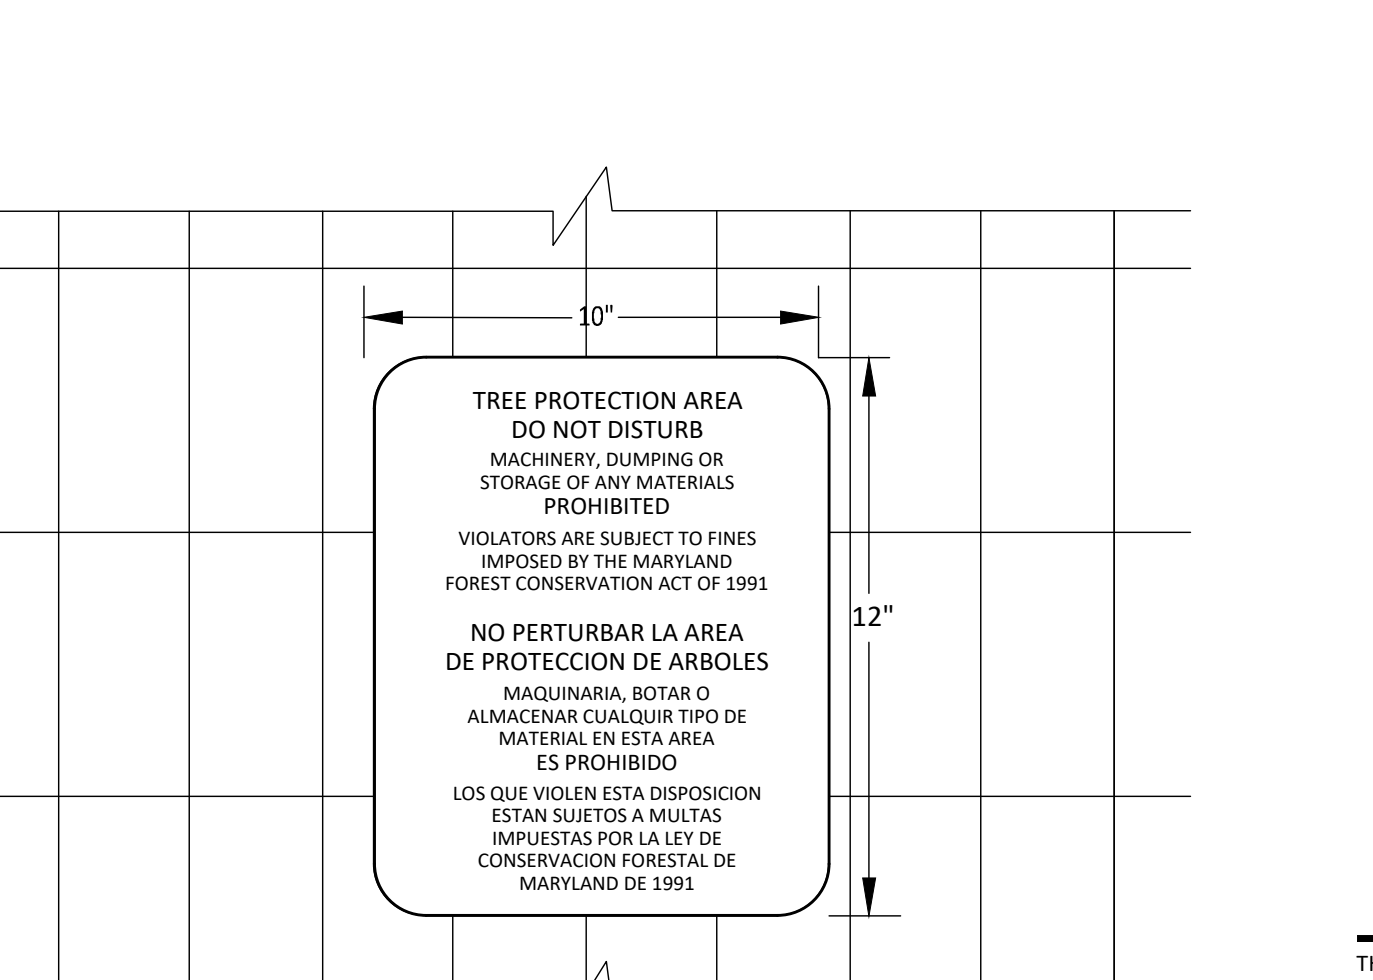 10"
TREE PROTECTION AREA
DO NOT DISTURB
MACHINERY, DUMPING OR
STORAGE OF ANY MATERIALS
PROHIBITED
VIOLATORS ARE SUBJECT TO FINES
IMPOSED BY THE MARYLAND
FOREST CONSERVATION ACT OF 1991
12"
NO PERTURBAR LA AREA
DE PROTECCION DE ARBOLES
MAQUINARIA, BOTAR O
ALMACENAR CUALQUIR TIPO DE
MATERIAL EN ESTA AREA
ES PROHIBIDO
LOS QUE VIOLEN ESTA DISPOSICION
ESTAN SUJETOS A MULTAS
IMPUESTAS POR LA LEY DE
CONSERVACION FORESTAL DE
MARYLAND DE 1991